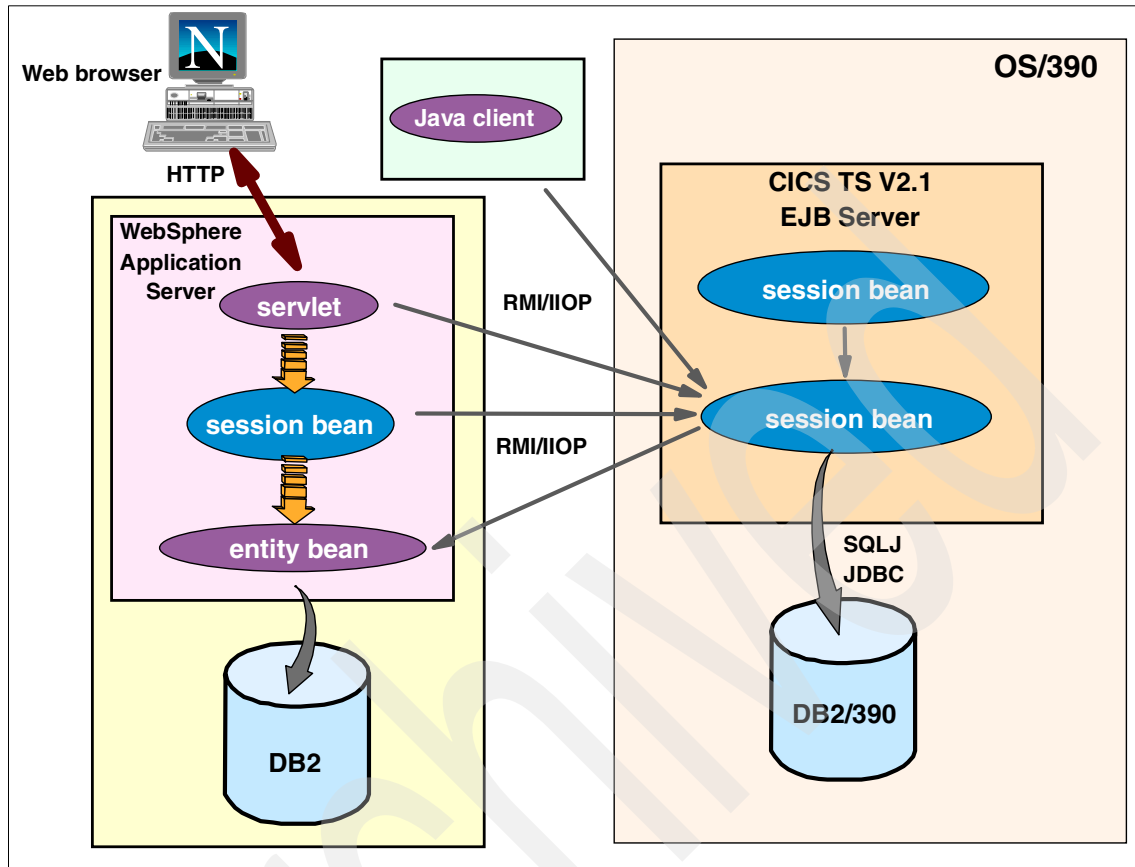 OS/390
N
Web browser
Java client
HTTP
CICS TS V2.1
EJB Server
WebSphere
Application
Server
servlet
RMI/IIOP
session bean
session bean
session bean
RMI/IIOP
entity bean
SQLJ
JDBC
DB2
DB2/390